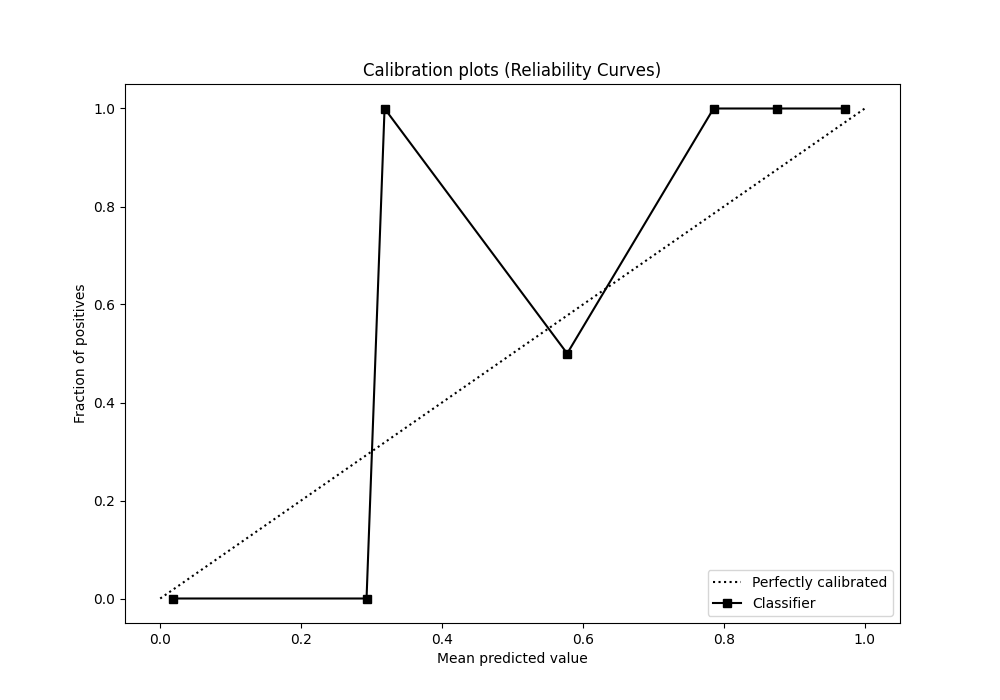 Calibration plots (Reliability Curves)
Fraction of positives
1.0
0.8
0.6
0.4
0.2
0.0
0.0 0.2 0.4 0.6 0.8 1.0
Mean predicted value
Perfectly calibrated
Classifier